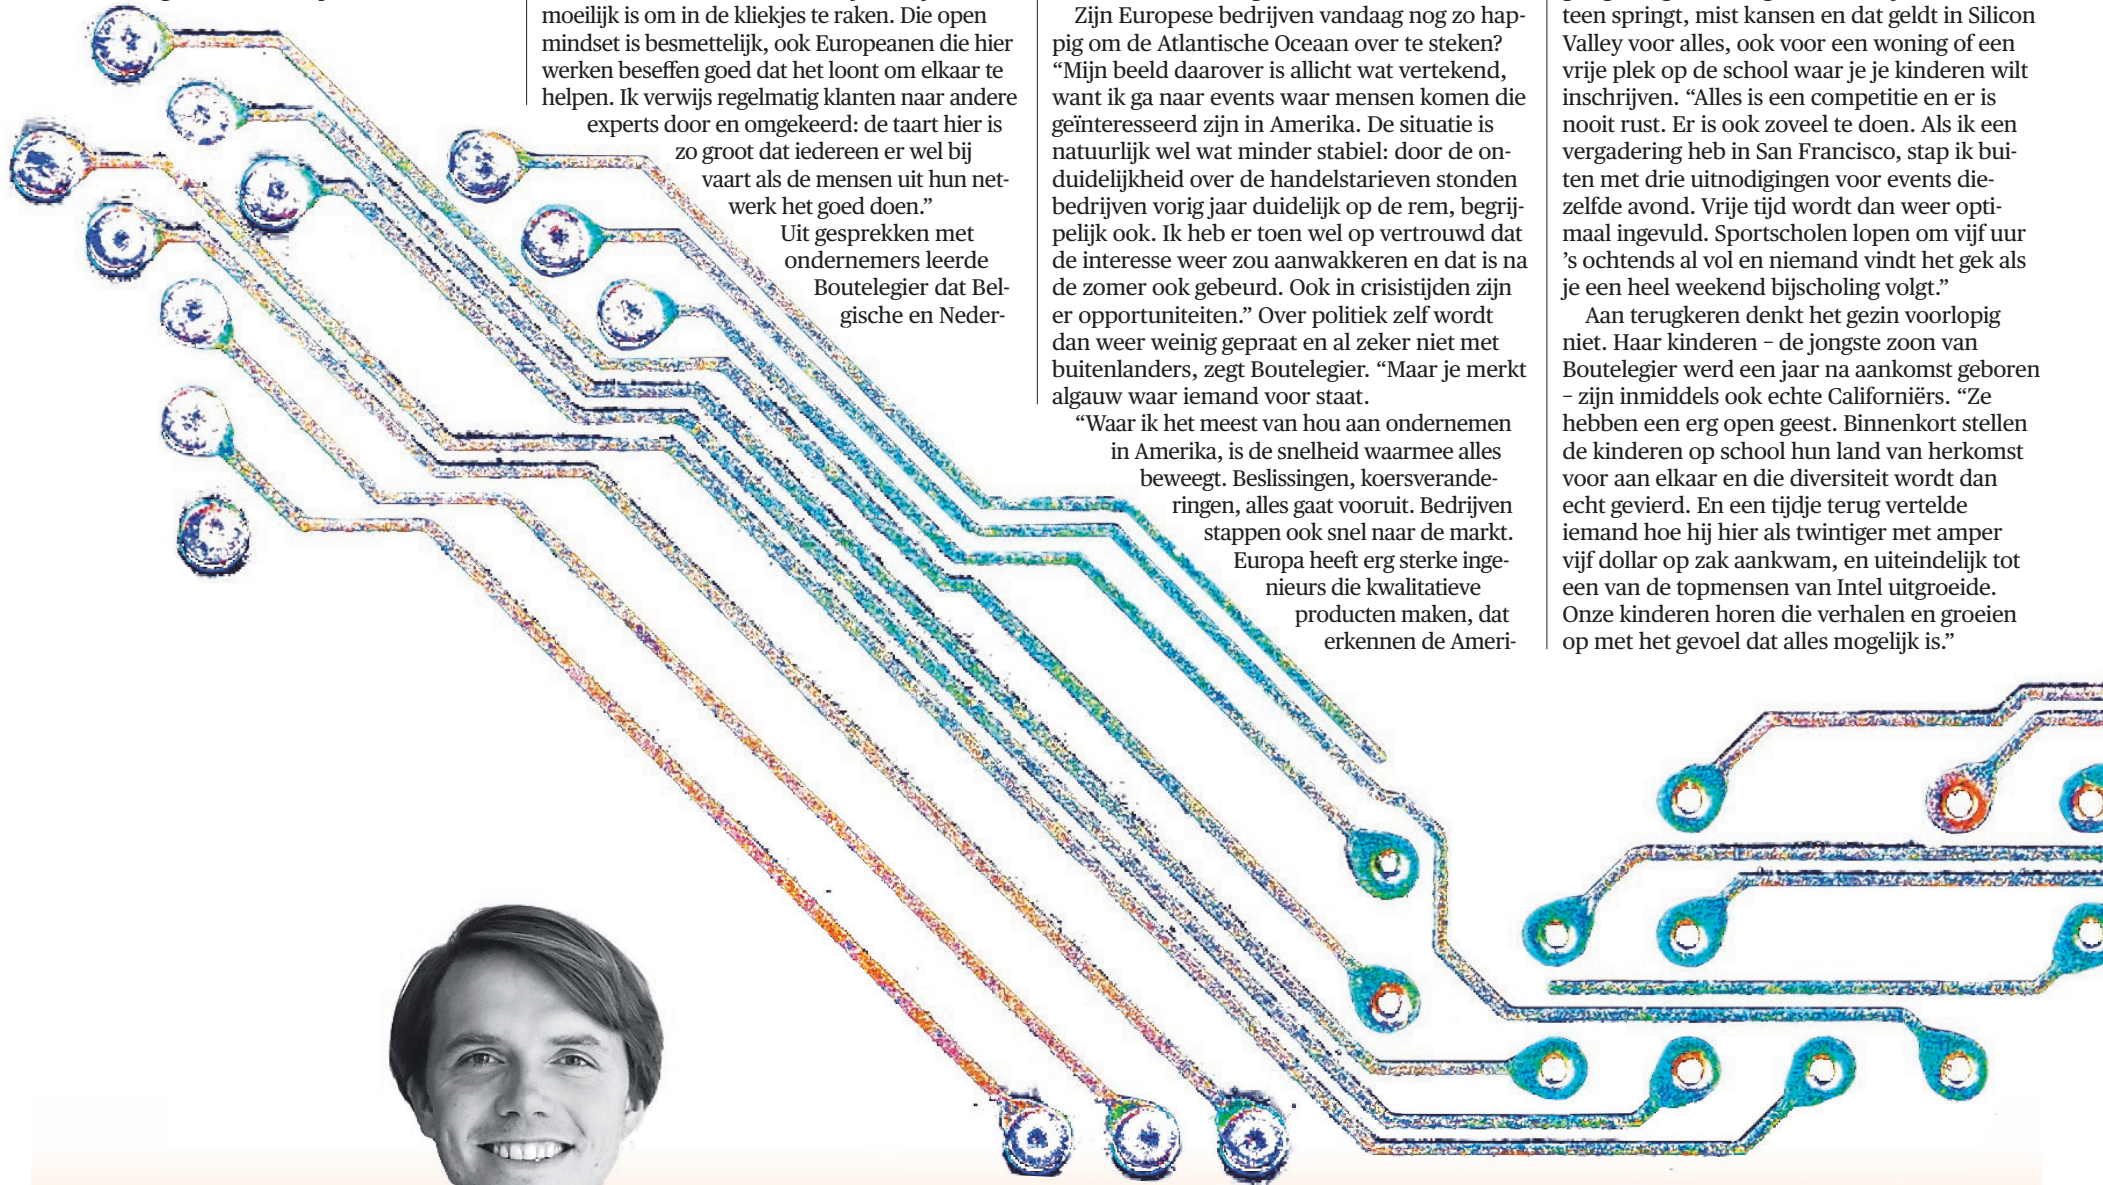 moeilijk is om in de kliekjes te raken. Die open
mindset is besmettelijk, ook Europeanen die hier
werken beseffen goed dat het loont om elkaar te
helpen. Ik verwijs regelmatig klanten naar andere
experts door en omgekeerd: de taart hier is
zo groot dat iedereen er wel bij
vaart als de mensen uit hun net-
werk het goed doen.”
Uit gesprekken met
ondernemers leerde
Boutelegier dat Bel-
gische en Neder-
Zijn Europese bedrijven vandaag nog zo hap-
pig om de Atlantische Oceaan over te steken?
“Mijn beeld daarover is allicht wat vertekend,
want ik ga naar events waar mensen komen die
geïnteresseerd zijn in Amerika. De situatie is
natuurlijk wel wat minder stabiel: door de on-
duidelijkheid over de handelstarieven stonden
bedrijven vorig jaar duidelijk op de rem, begrij-
pelijk ook. Ik heb er toen wel op vertrouwd dat
de interesse weer zou aanwakkeren en dat is na
de zomer ook gebeurd. Ook in crisistijden zijn
er opportuniteiten.” Over politiek zelf wordt
dan weer weinig gepraat en al zeker niet met
buitenlanders, zegt Boutelegier. “Maar je merkt
algauw waar iemand voor staat.
“Waar ik het meest van hou aan ondernemen
in Amerika, is de snelheid waarmee alles
beweegt. Beslissingen, koersverande-
ringen, alles gaat vooruit. Bedrijven
stappen ook snel naar de markt.
Europa heeft erg sterke inge-
nieurs die kwalitatieve
producten maken, dat
erkennen de Ameri-
teen springt, mist kansen en dat geldt in Silicon
Valley voor alles, ook voor een woning of een
vrije plek op de school waar je je kinderen wilt
inschrijven. “Alles is een competitie en er is
nooit rust. Er is ook zoveel te doen. Als ik een
vergadering heb in San Francisco, stap ik bui-
ten met drie uitnodigingen voor events die-
zelfde avond. Vrije tijd wordt dan weer opti-
maal ingevuld. Sportscholen lopen om vijf uur
’s ochtends al vol en niemand vindt het gek als
je een heel weekend bijscholing volgt.”
Aan terugkeren denkt het gezin voorlopig
niet. Haar kinderen – de jongste zoon van
Boutelegier werd een jaar na aankomst geboren
– zijn inmiddels ook echte Californiërs. “Ze
hebben een erg open geest. Binnenkort stellen
de kinderen op school hun land van herkomst
voor aan elkaar en die diversiteit wordt dan
echt gevierd. En een tijdje terug vertelde
iemand hoe hij hier als twintiger met amper
vijf dollar op zak aankwam, en uiteindelijk tot
een van de topmensen van Intel uitgroeide.
Onze kinderen horen die verhalen en groeien
op met het gevoel dat alles mogelijk is.”